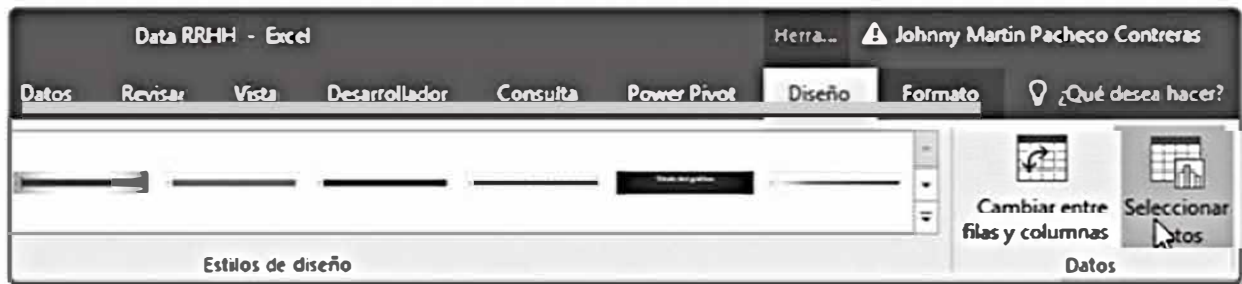 Data RRHH - Excel
Herra...
Johnny Martin Pacheco Contreras
Datos Revisar Vista Desarrollador Consulta Power Pivot Diseño Formato ¿Qué desea hacer?
Cambiar entre
filas y columnas
Seleccionar
tos
Estilos de diseño
Datos